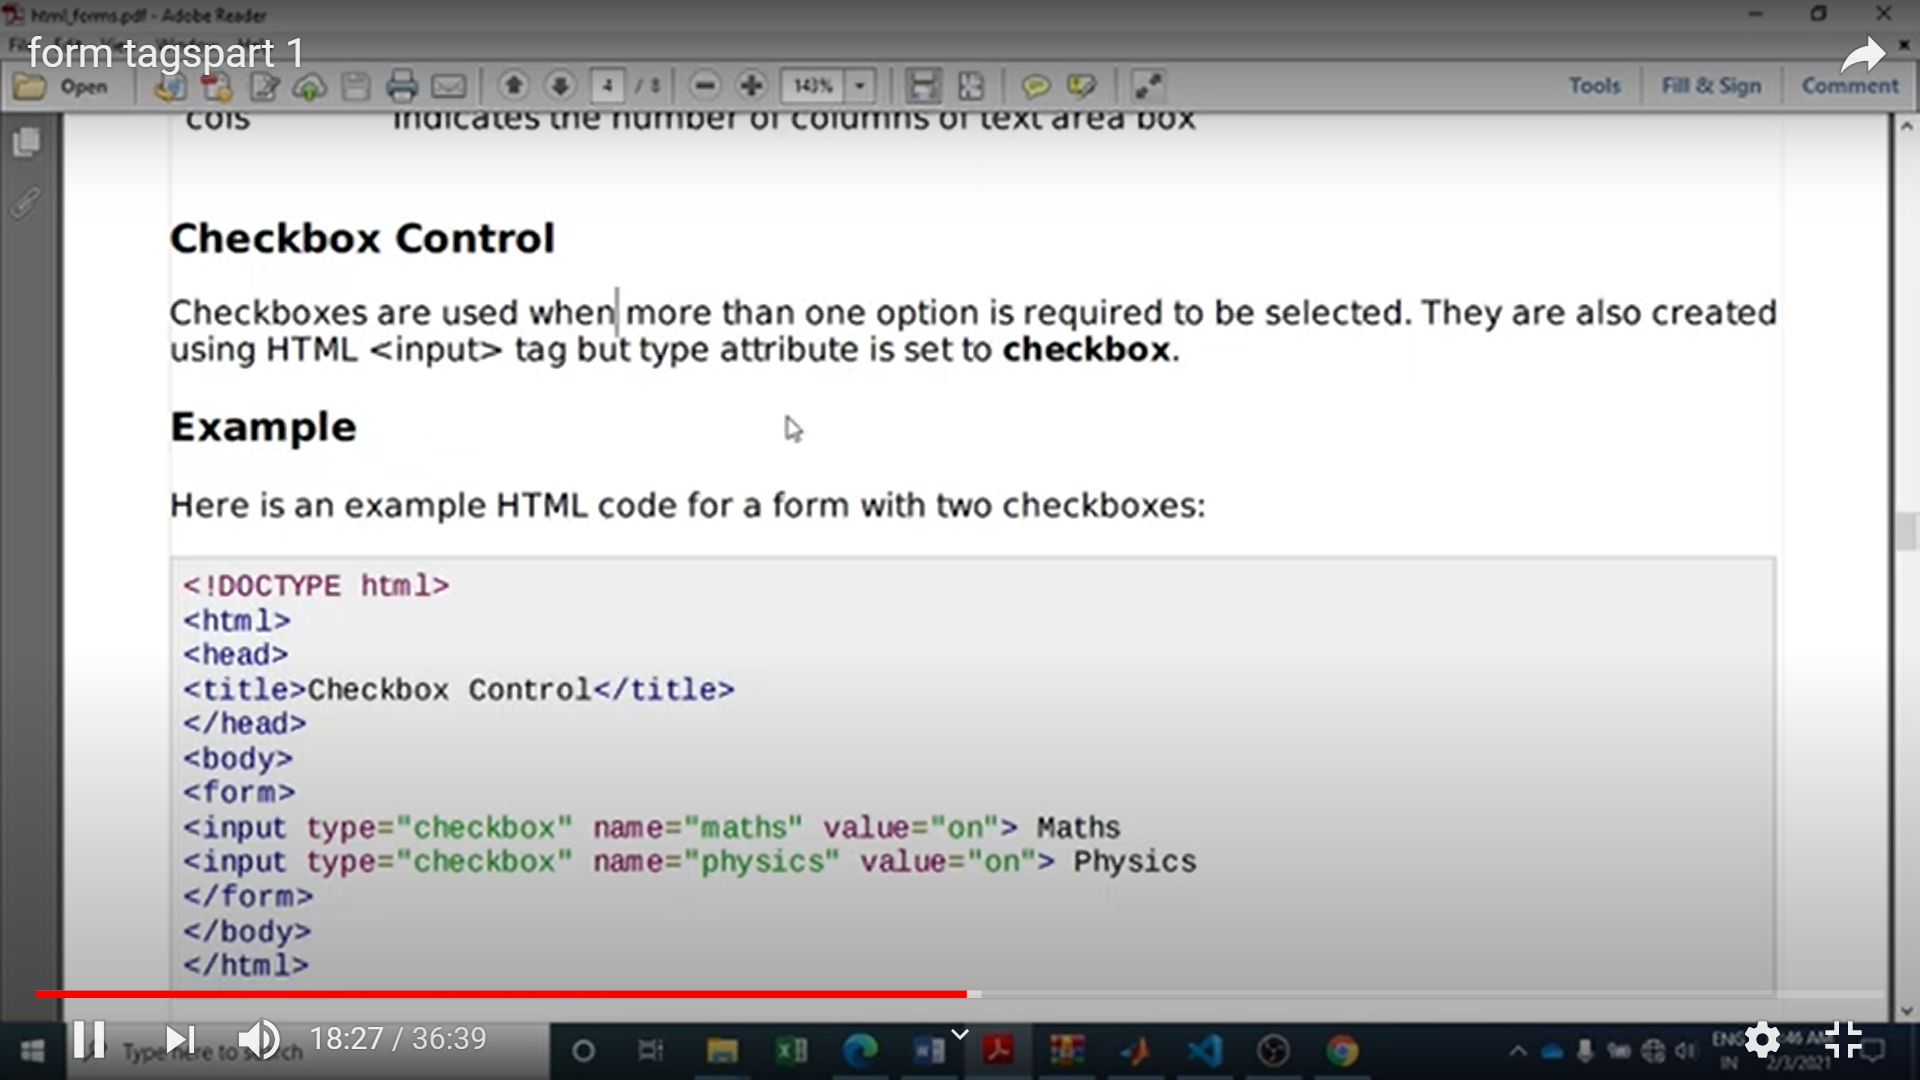 html_forms.pdf - Adobe Reader
form tagspart 1
Open
4 / 8
143%
Tools
Fill & Sign
Comment
cols indicates the number of columns of text area box
Checkbox Control
Checkboxes are used when more than one option is required to be selected. They are also created
using HTML <input> tag but type attribute is set to checkbox.
Example
Here is an example HTML code for a form with two checkboxes:
<!DOCTYPE html>
<html>
<head>
<title>Checkbox Control</title>
</head>
<body>
<form>
<input type="checkbox" name="maths" value="on"> Maths
<input type="checkbox" name="physics" value="on"> Physics
</form>
</body>
</html>
18:27 / 36:39
Type here to search
ENG
IN
2/3/2021